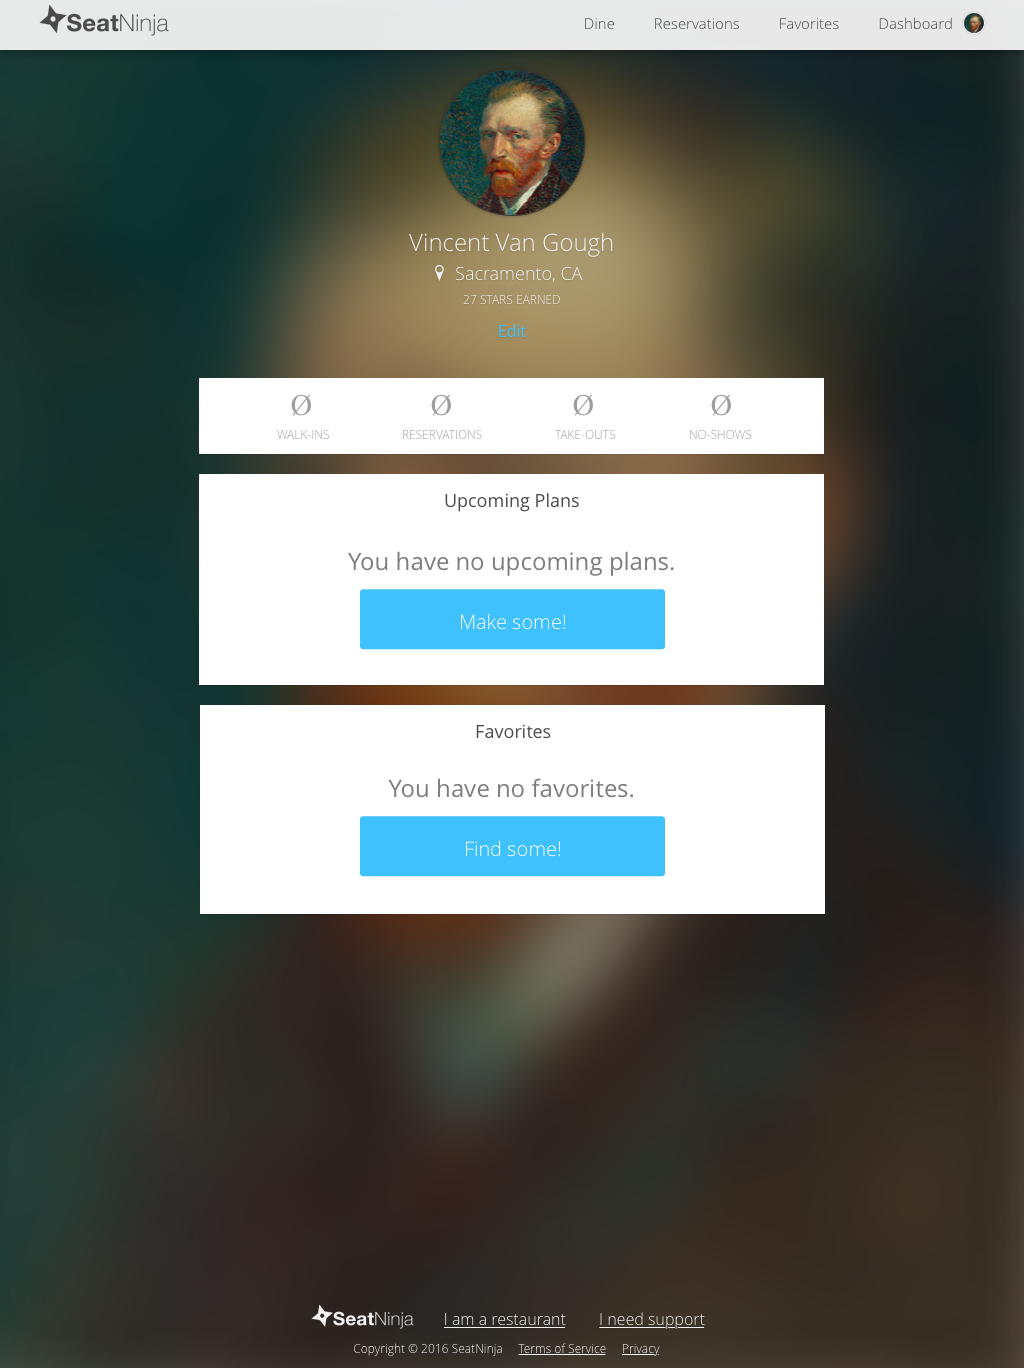 SeatNinja Dine Reservations Favorites Dashboard
Vincent Van Gough
Sacramento, CA
27 STARS EARNED
Edit
Ø Ø Ø Ø
WALK-INS RESERVATIONS TAKE-OUTS NO-SHOWS
Upcoming Plans
You have no upcoming plans.
Make some!
Favorites
You have no favorites.
Find some!
SeatNinja I am a restaurant I need support
Copyright © 2016 SeatNinja Terms of Service Privacy